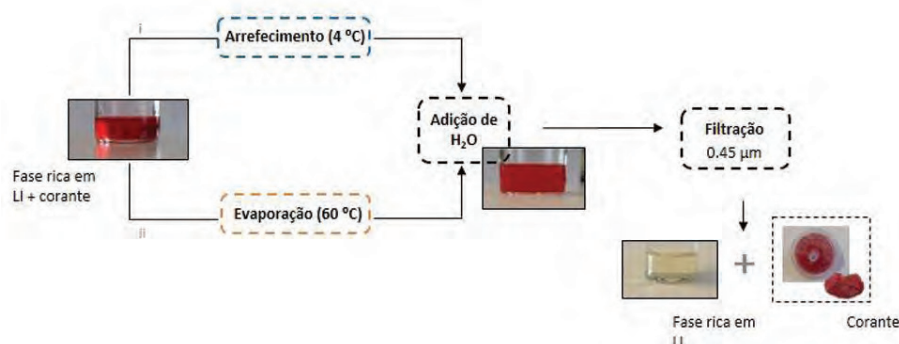 i
Arrefecimento (4 °C)
Adição de
H₂O
Filtração
0.45 µm
Fase rica em
LI + corante
Evaporação (60 °C)
ii
Fase rica em
LI
Corante